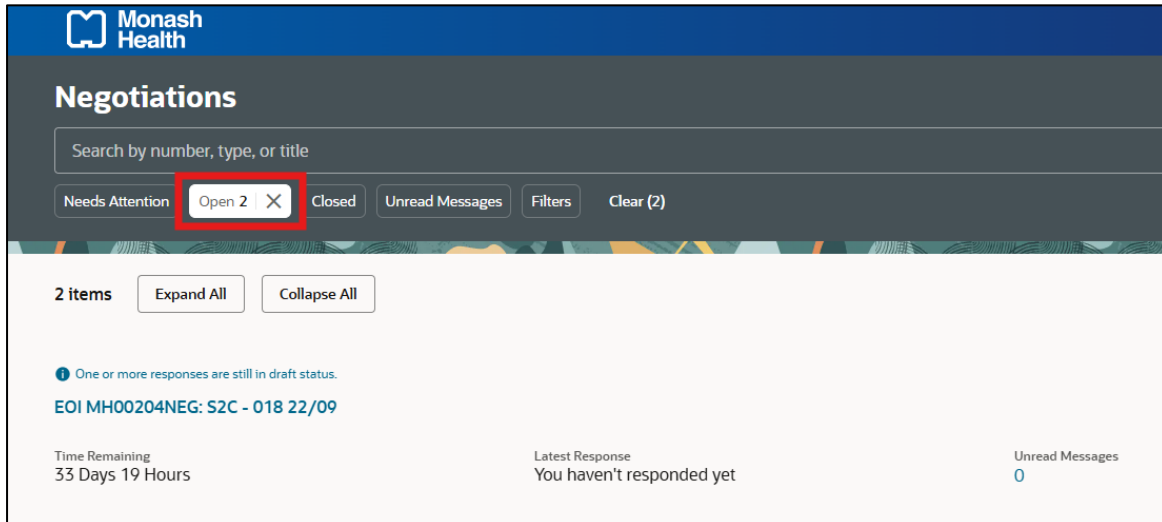 Monash
Health
Negotiations
Search by number, type, or title
Needs Attention Open 2 Closed Unread Messages Filters Clear (2)
2 items Expand All Collapse All
One or more responses are still in draft status.
EOI MH00204NEG: S2C - 018 22/09
Time Remaining Latest Response Unread Messages
33 Days 19 Hours You haven't responded yet 0